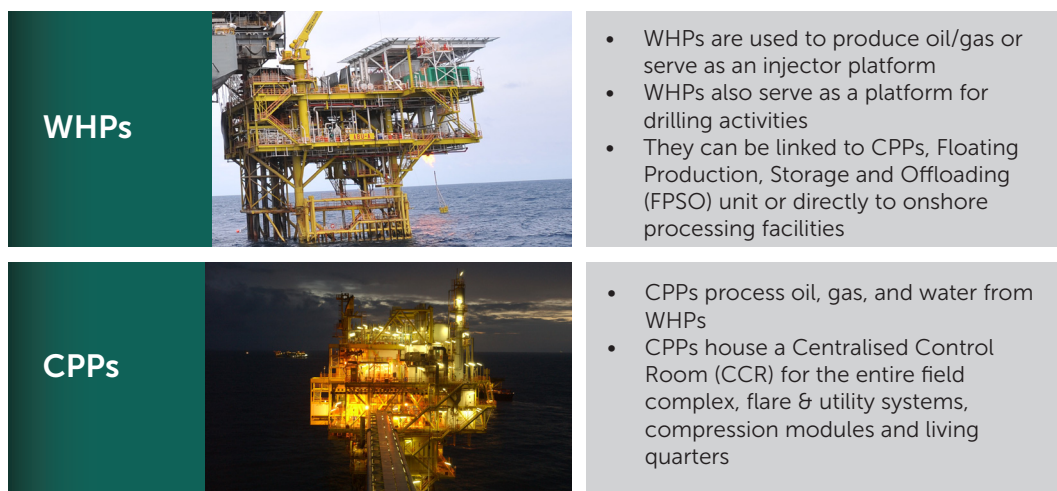 WHPs
• WHPs are used to produce oil/gas or
serve as an injector platform
• WHPs also serve as a platform for
drilling activities
• They can be linked to CPPs, Floating
Production, Storage and Offloading
(FPSO) unit or directly to onshore
processing facilities
CPPs
• CPPs process oil, gas, and water from
WHPs
• CPPs house a Centralised Control
Room (CCR) for the entire field
complex, flare & utility systems,
compression modules and living
quarters